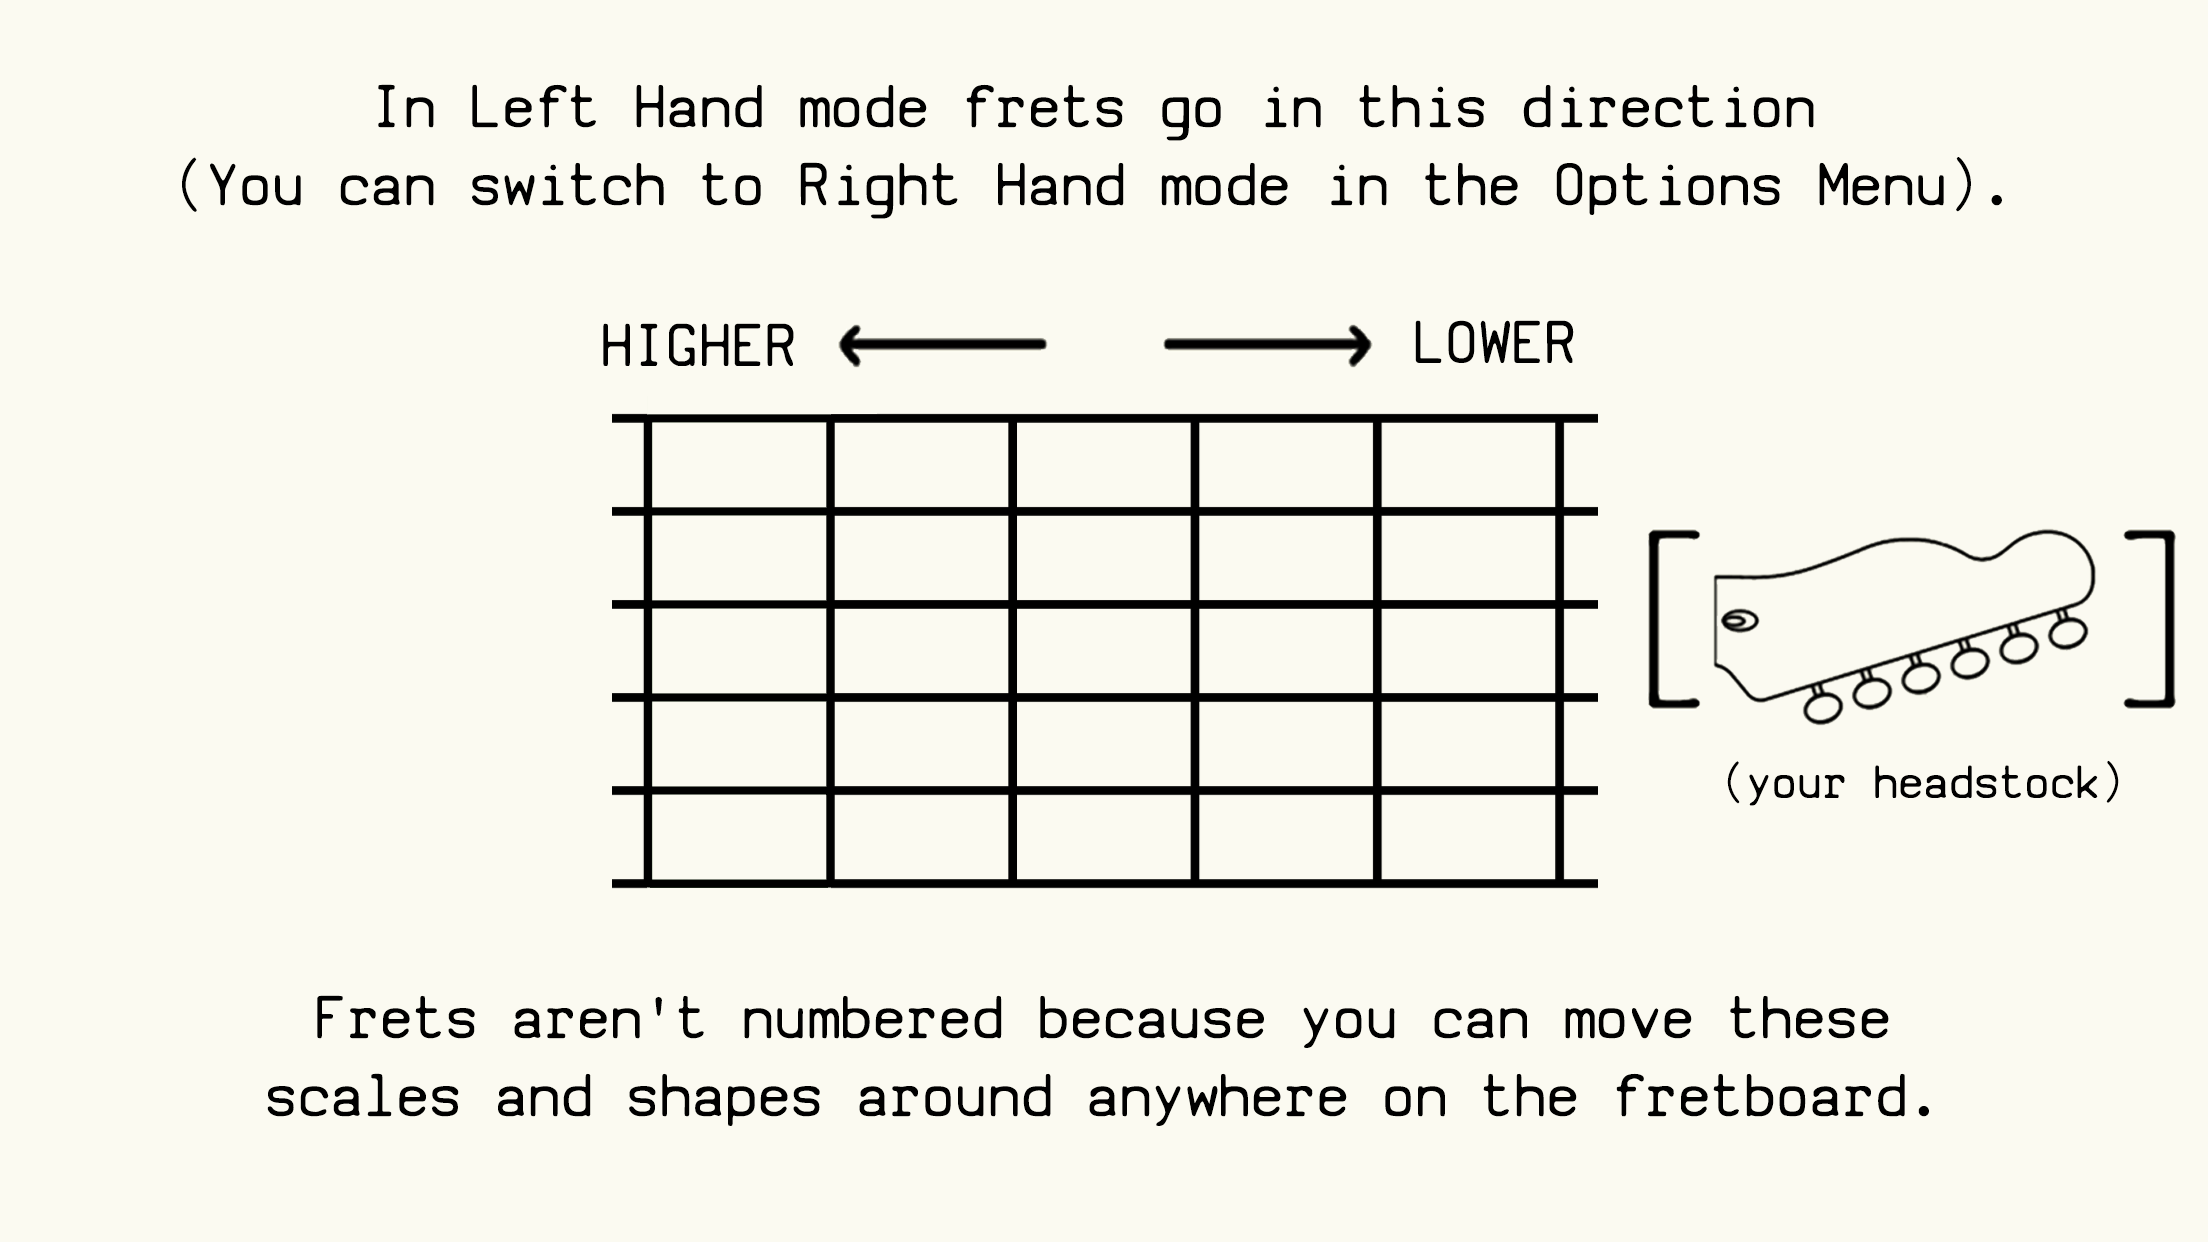 In Left Hand mode frets go in this direction
(You can switch to Right Hand mode in the Options Menu).
HIGHER
LOWER
(your headstock)
Frets aren't numbered because you can move these
scales and shapes around anywhere on the fretboard.